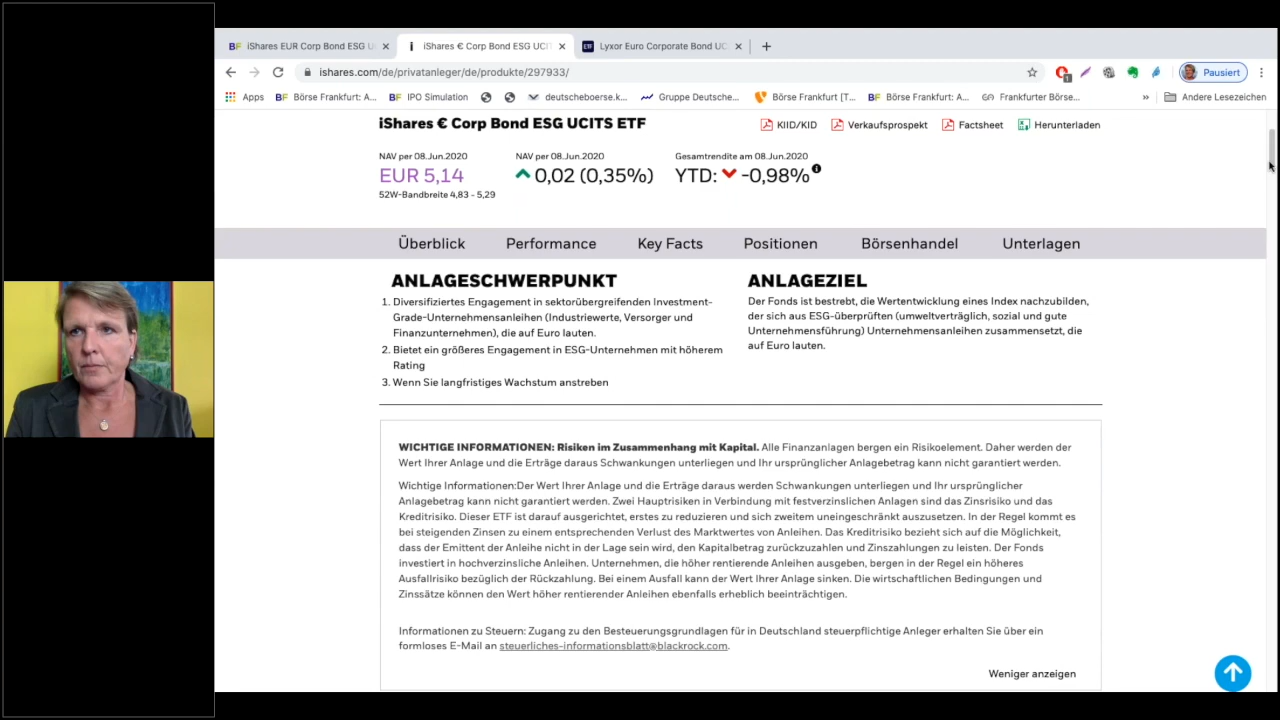 iShares EUR Corp Bond ESG U
iShares € Corp Bond ESG UCIT
Lyxor Euro Corporate Bond UC
ishares.com/de/privatanleger/de/produkte/297933/
Pausiert
Apps
Börse Frankfurt: A...
IPO Simulation
deutscheboerse.k...
Gruppe Deutsche...
Börse Frankfurt [T...
Börse Frankfurt: A...
Frankfurter Börse...
»
Andere Lesezeichen
iShares € Corp Bond ESG UCITS ETF
KIID/KID
Verkaufsprospekt
Factsheet
Herunterladen
NAV per 08.Jun.2020
EUR 5,14
52W-Bandbreite 4,83 - 5,29
NAV per 08.Jun.2020
0,02 (0,35%)
Gesamtrendite am 08.Jun.2020
YTD: -0,98%
Überblick
Performance
Key Facts
Positionen
Börsenhandel
Unterlagen
ANLAGESCHWERPUNKT
1. Diversifiziertes Engagement in sektorübergreifenden Investment-
Grade-Unternehmensanleihen (Industriewerte, Versorger und
Finanzunternehmen), die auf Euro lauten.
2. Bietet ein größeres Engagement in ESG-Unternehmen mit höherem
Rating
3. Wenn Sie langfristiges Wachstum anstreben
ANLAGEZIEL
Der Fonds ist bestrebt, die Wertentwicklung eines Index nachzubilden,
der sich aus ESG-überprüften (umweltverträglich, sozial und gute
Unternehmensführung) Unternehmensanleihen zusammensetzt, die
auf Euro lauten.
WICHTIGE INFORMATIONEN: Risiken im Zusammenhang mit Kapital. Alle Finanzanlagen bergen ein Risikoelement. Daher werden der
Wert Ihrer Anlage und die Erträge daraus Schwankungen unterliegen und Ihr ursprünglicher Anlagebetrag kann nicht garantiert werden.
Wichtige Informationen:Der Wert Ihrer Anlage und die Erträge daraus werden Schwankungen unterliegen und Ihr ursprünglicher
Anlagebetrag kann nicht garantiert werden. Zwei Hauptrisiken in Verbindung mit festverzinslichen Anlagen sind das Zinsrisiko und das
Kreditrisiko. Dieser ETF ist darauf ausgerichtet, erstes zu reduzieren und sich zweitem uneingeschränkt auszusetzen. In der Regel kommt es
bei steigenden Zinsen zu einem entsprechenden Verlust des Marktwertes von Anleihen. Das Kreditrisiko bezieht sich auf die Möglichkeit,
dass der Emittent der Anleihe nicht in der Lage sein wird, den Kapitalbetrag zurückzuzahlen und Zinszahlungen zu leisten. Der Fonds
investiert in hochverzinsliche Anleihen. Unternehmen, die höher rentierende Anleihen ausgeben, bergen in der Regel ein höheres
Ausfallrisiko bezüglich der Rückzahlung. Bei einem Ausfall kann der Wert Ihrer Anlage sinken. Die wirtschaftlichen Bedingungen und
Zinssätze können den Wert höher rentierender Anleihen ebenfalls erheblich beeinträchtigen.
Informationen zu Steuern: Zugang zu den Besteuerungsgrundlagen für in Deutschland steuerpflichtige Anleger erhalten Sie über ein
formloses E-Mail an steuerliches-informationsblatt@blackrock.com.
Weniger anzeigen